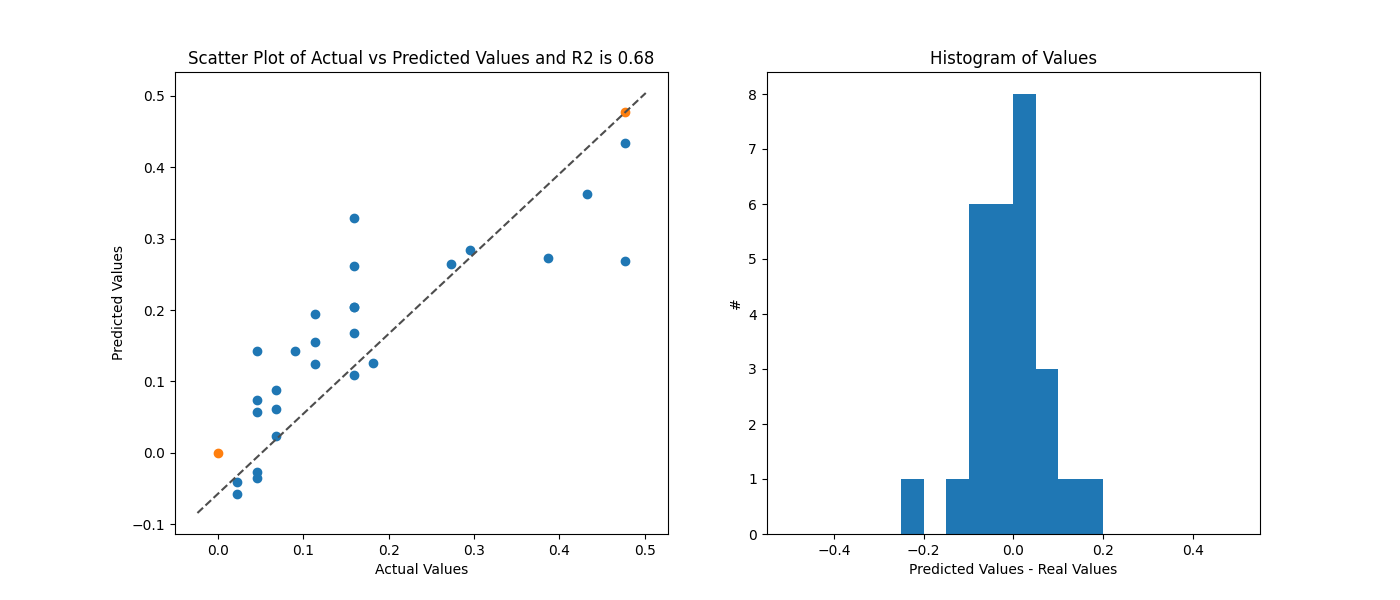 Scatter Plot of Actual vs Predicted Values and R2 is 0.68
Predicted Values
0.5
0.4
0.3
0.2
0.1
0.0
−0.1
0.0 0.1 0.2 0.3 0.4 0.5
Actual Values
Histogram of Values
#
8
7
6
5
4
3
2
1
0
−0.4 −0.2 0.0 0.2 0.4
Predicted Values - Real Values